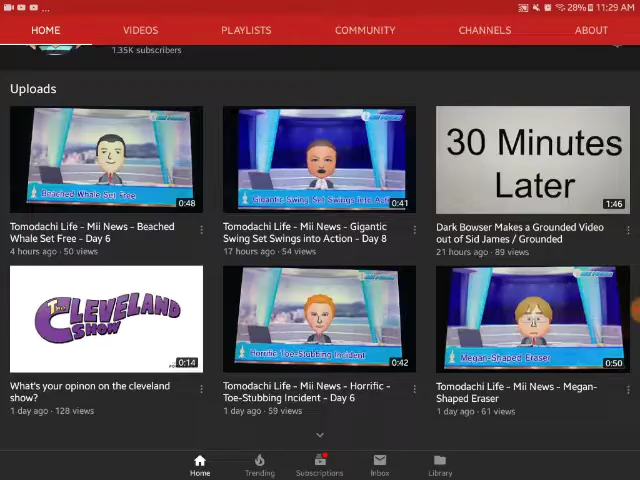 28% 11:29 AM
HOME VIDEOS PLAYLISTS COMMUNITY CHANNELS ABOUT
1.35K subscribers
Uploads
Beached Whale Set Free
0:48
Gigantic Swing Set Swings into
0:41
30 Minutes
Later
1:46
Tomodachi Life - Mii News - Beached
Whale Set Free - Day 6
4 hours ago · 50 views
Tomodachi Life - Mii News - Gigantic
Swing Set Swings into Action - Day 8
17 hours ago · 54 views
Dark Bowser Makes a Grounded Video
out of Sid James / Grounded
21 hours ago · 89 views
The
CLEVELAND
SHOW
0:14
Horrific Toe-Stubbing Incident
0:42
Megan-Shaped Eraser
0:50
What's your opinon on the cleveland
show?
1 day ago · 128 views
Tomodachi Life - Mii News - Horrific -
Toe-Stubbing Incident - Day 6
1 day ago · 59 views
Tomodachi Life - Mii News - Megan-
Shaped Eraser
1 day ago · 61 views
Home Trending Subscriptions Inbox Library